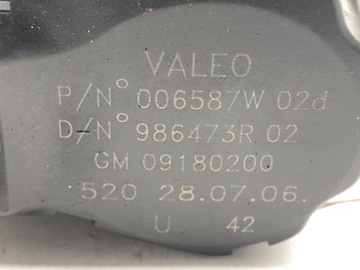 VALEO
P/N° 006587W 02d
D/N° 986473R 02
GM 09180200
520 28.07.06.
U 42